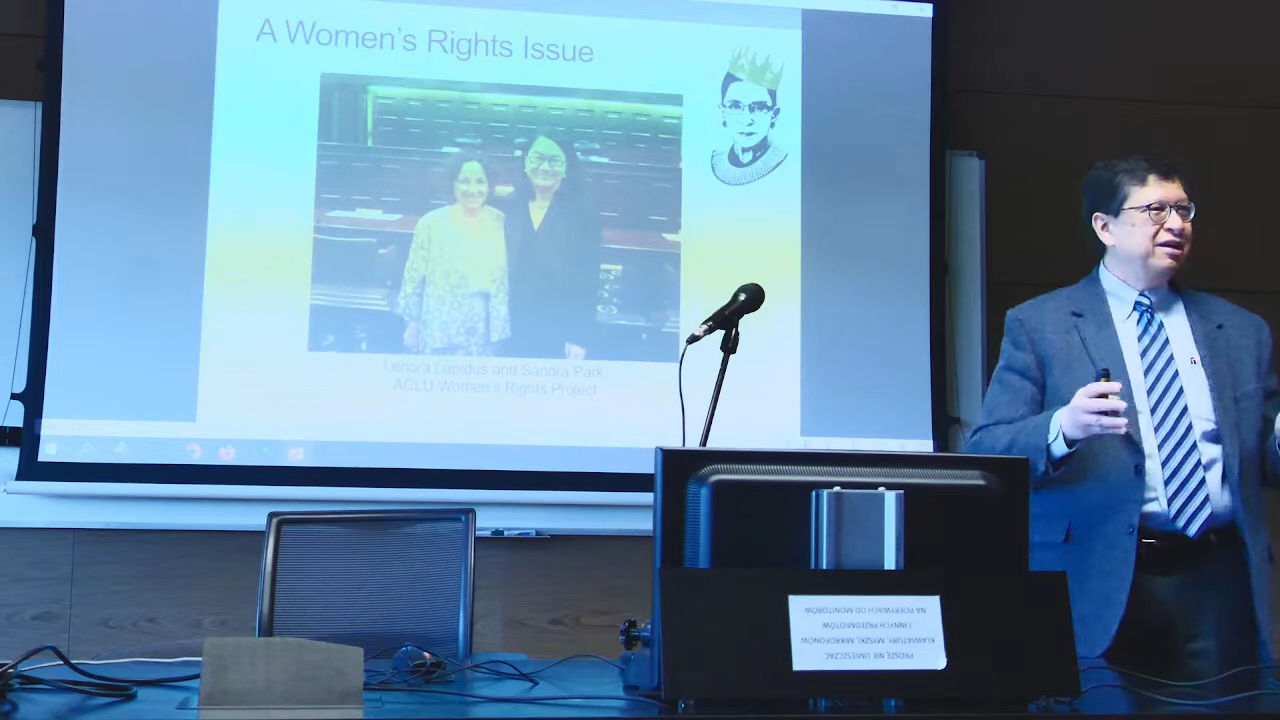 A Women's Rights Issue
Lenora Lapidus and Sandra Park,
ACLU Women's Rights Project
PROSZĘ NIE UMIESZCZAĆ
KLAWIATURY, MYSZKI, MIKROFONÓW
I INNYCH PRZEDMIOTÓW
NA POKRYWACH OD MONITORÓW